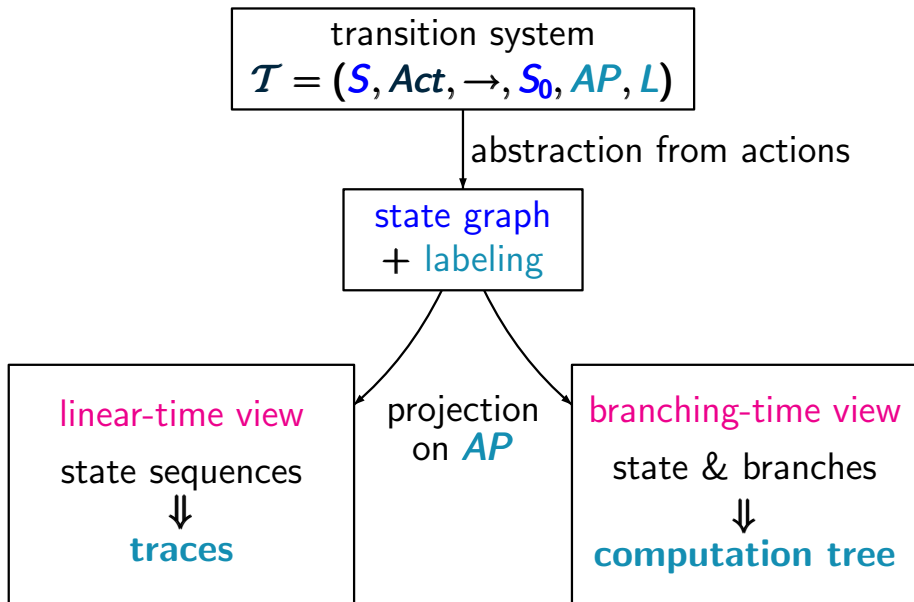 transition system
𝒯 = (S, Act, →, S₀, AP, L)
abstraction from actions
state graph
+ labeling
linear-time view
state sequences
⇓
traces
projection
on AP
branching-time view
state & branches
⇓
computation tree